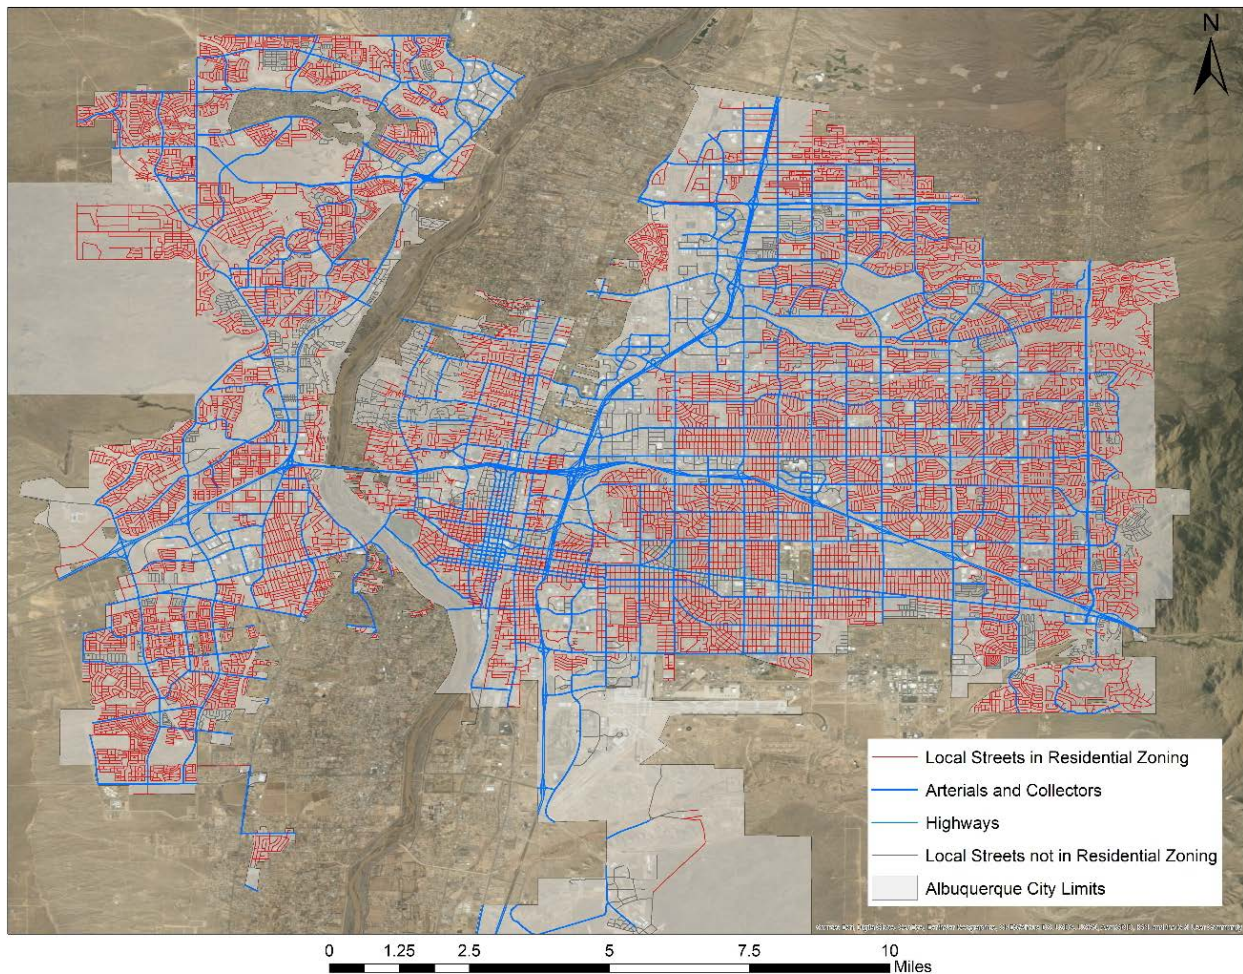 N
Local Streets in Residential Zoning
Arterials and Collectors
Highways
Local Streets not in Residential Zoning
Albuquerque City Limits
0 1.25 2.5 5 7.5 10
Miles